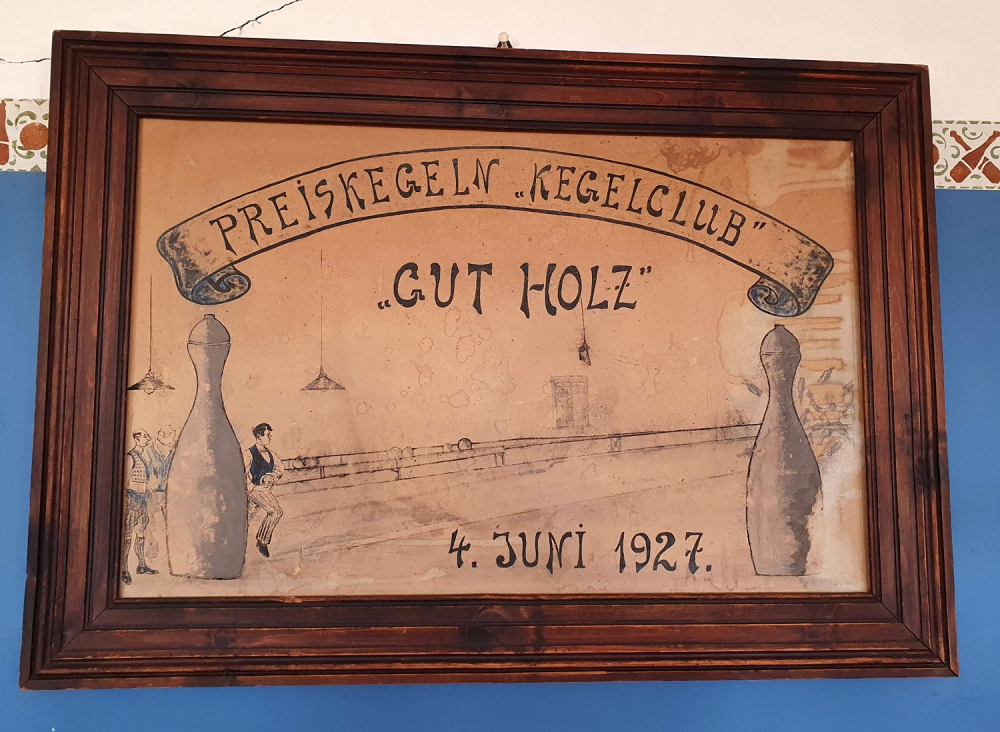 PREISKEGELN „KEGELCLUB”
„GUT HOLZ”
4. JUNI 1927.